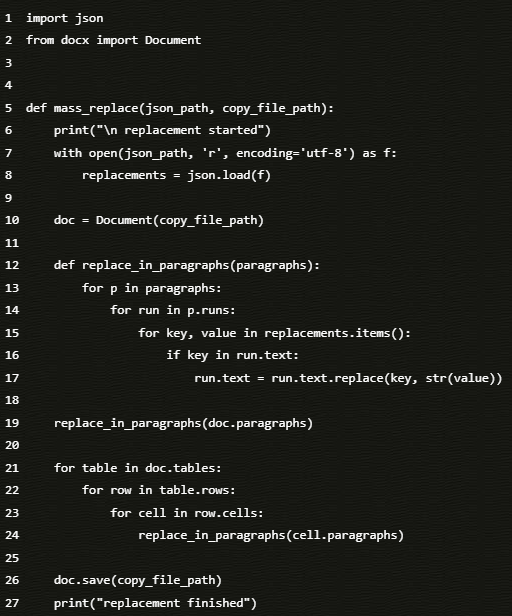 1 import json
2 from docx import Document
3
4
5 def mass_replace(json_path, copy_file_path):
6     print("\n replacement started")
7     with open(json_path, 'r', encoding='utf-8') as f:
8         replacements = json.load(f)
9
10     doc = Document(copy_file_path)
11
12     def replace_in_paragraphs(paragraphs):
13         for p in paragraphs:
14             for run in p.runs:
15                 for key, value in replacements.items():
16                     if key in run.text:
17                         run.text = run.text.replace(key, str(value))
18
19     replace_in_paragraphs(doc.paragraphs)
20
21     for table in doc.tables:
22         for row in table.rows:
23             for cell in row.cells:
24                 replace_in_paragraphs(cell.paragraphs)
25
26     doc.save(copy_file_path)
27     print("replacement finished")